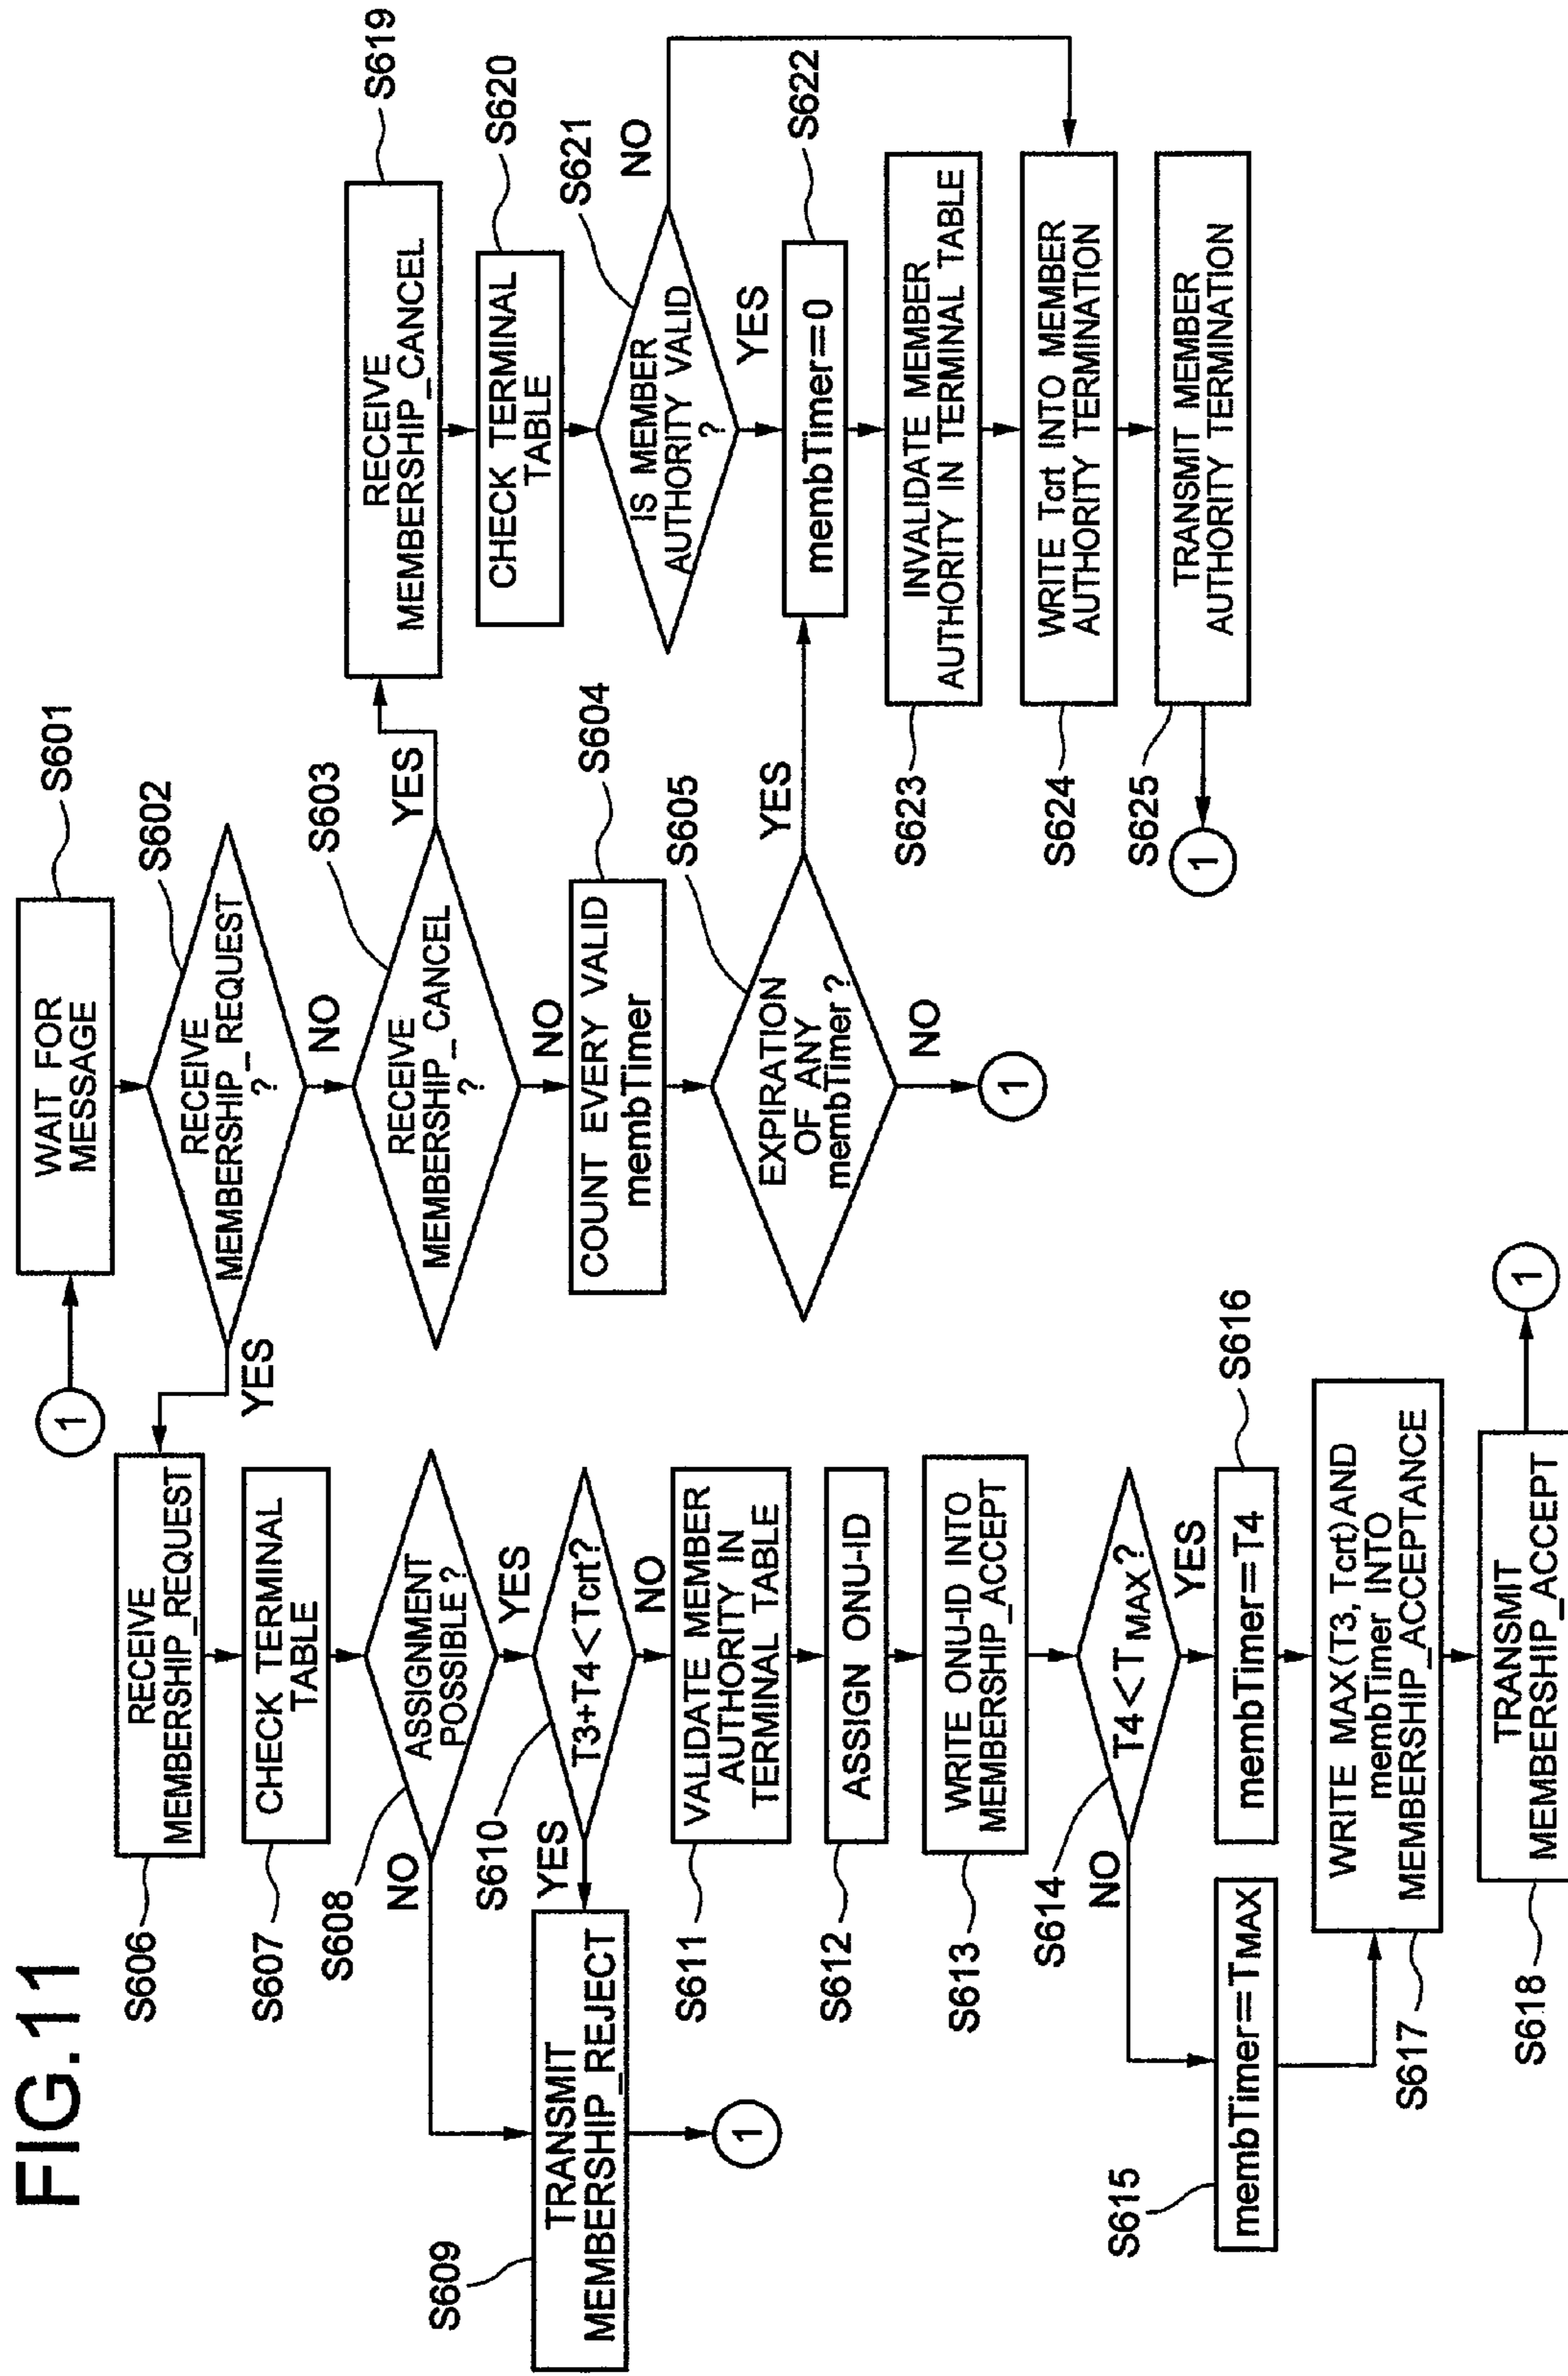 FIG.11
1
WAIT FOR
MESSAGE
S601
RECEIVE
MEMBERSHIP_REQUEST
?
S602
YES
NO
RECEIVE
MEMBERSHIP_CANCEL
?
S603
YES
NO
COUNT EVERY VALID
membTimer
S604
EXPIRATION
OF ANY
membTimer?
S605
YES
NO
1
S606
RECEIVE
MEMBERSHIP_REQUEST
S607
CHECK TERMINAL
TABLE
S608
ASSIGNMENT
POSSIBLE?
NO
YES
S609
TRANSMIT
MEMBERSHIP_REJECT
1
S610
T3+T4<Tcrt?
YES
NO
S611
VALIDATE MEMBER
AUTHORITY IN
TERMINAL TABLE
S612
ASSIGN ONU-ID
S613
WRITE ONU-ID INTO
MEMBERSHIP_ACCEPT
S614
T4<TMAX?
NO
YES
S615
membTimer=TMAX
membTimer=T4
S616
S617
WRITE MAX(T3, Tcrt)AND
membTimer INTO
MEMBERSHIP_ACCEPTANCE
S618
TRANSMIT
MEMBERSHIP_ACCEPT
1
RECEIVE
MEMBERSHIP_CANCEL
S619
CHECK TERMINAL
TABLE
S620
IS MEMBER
AUTHORITY VALID
?
S621
NO
YES
membTimer=0
S622
S623
INVALIDATE MEMBER
AUTHORITY IN TERMINAL TABLE
S624
WRITE Tcrt INTO MEMBER
AUTHORITY TERMINATION
S625
TRANSMIT MEMBER
AUTHORITY TERMINATION
1